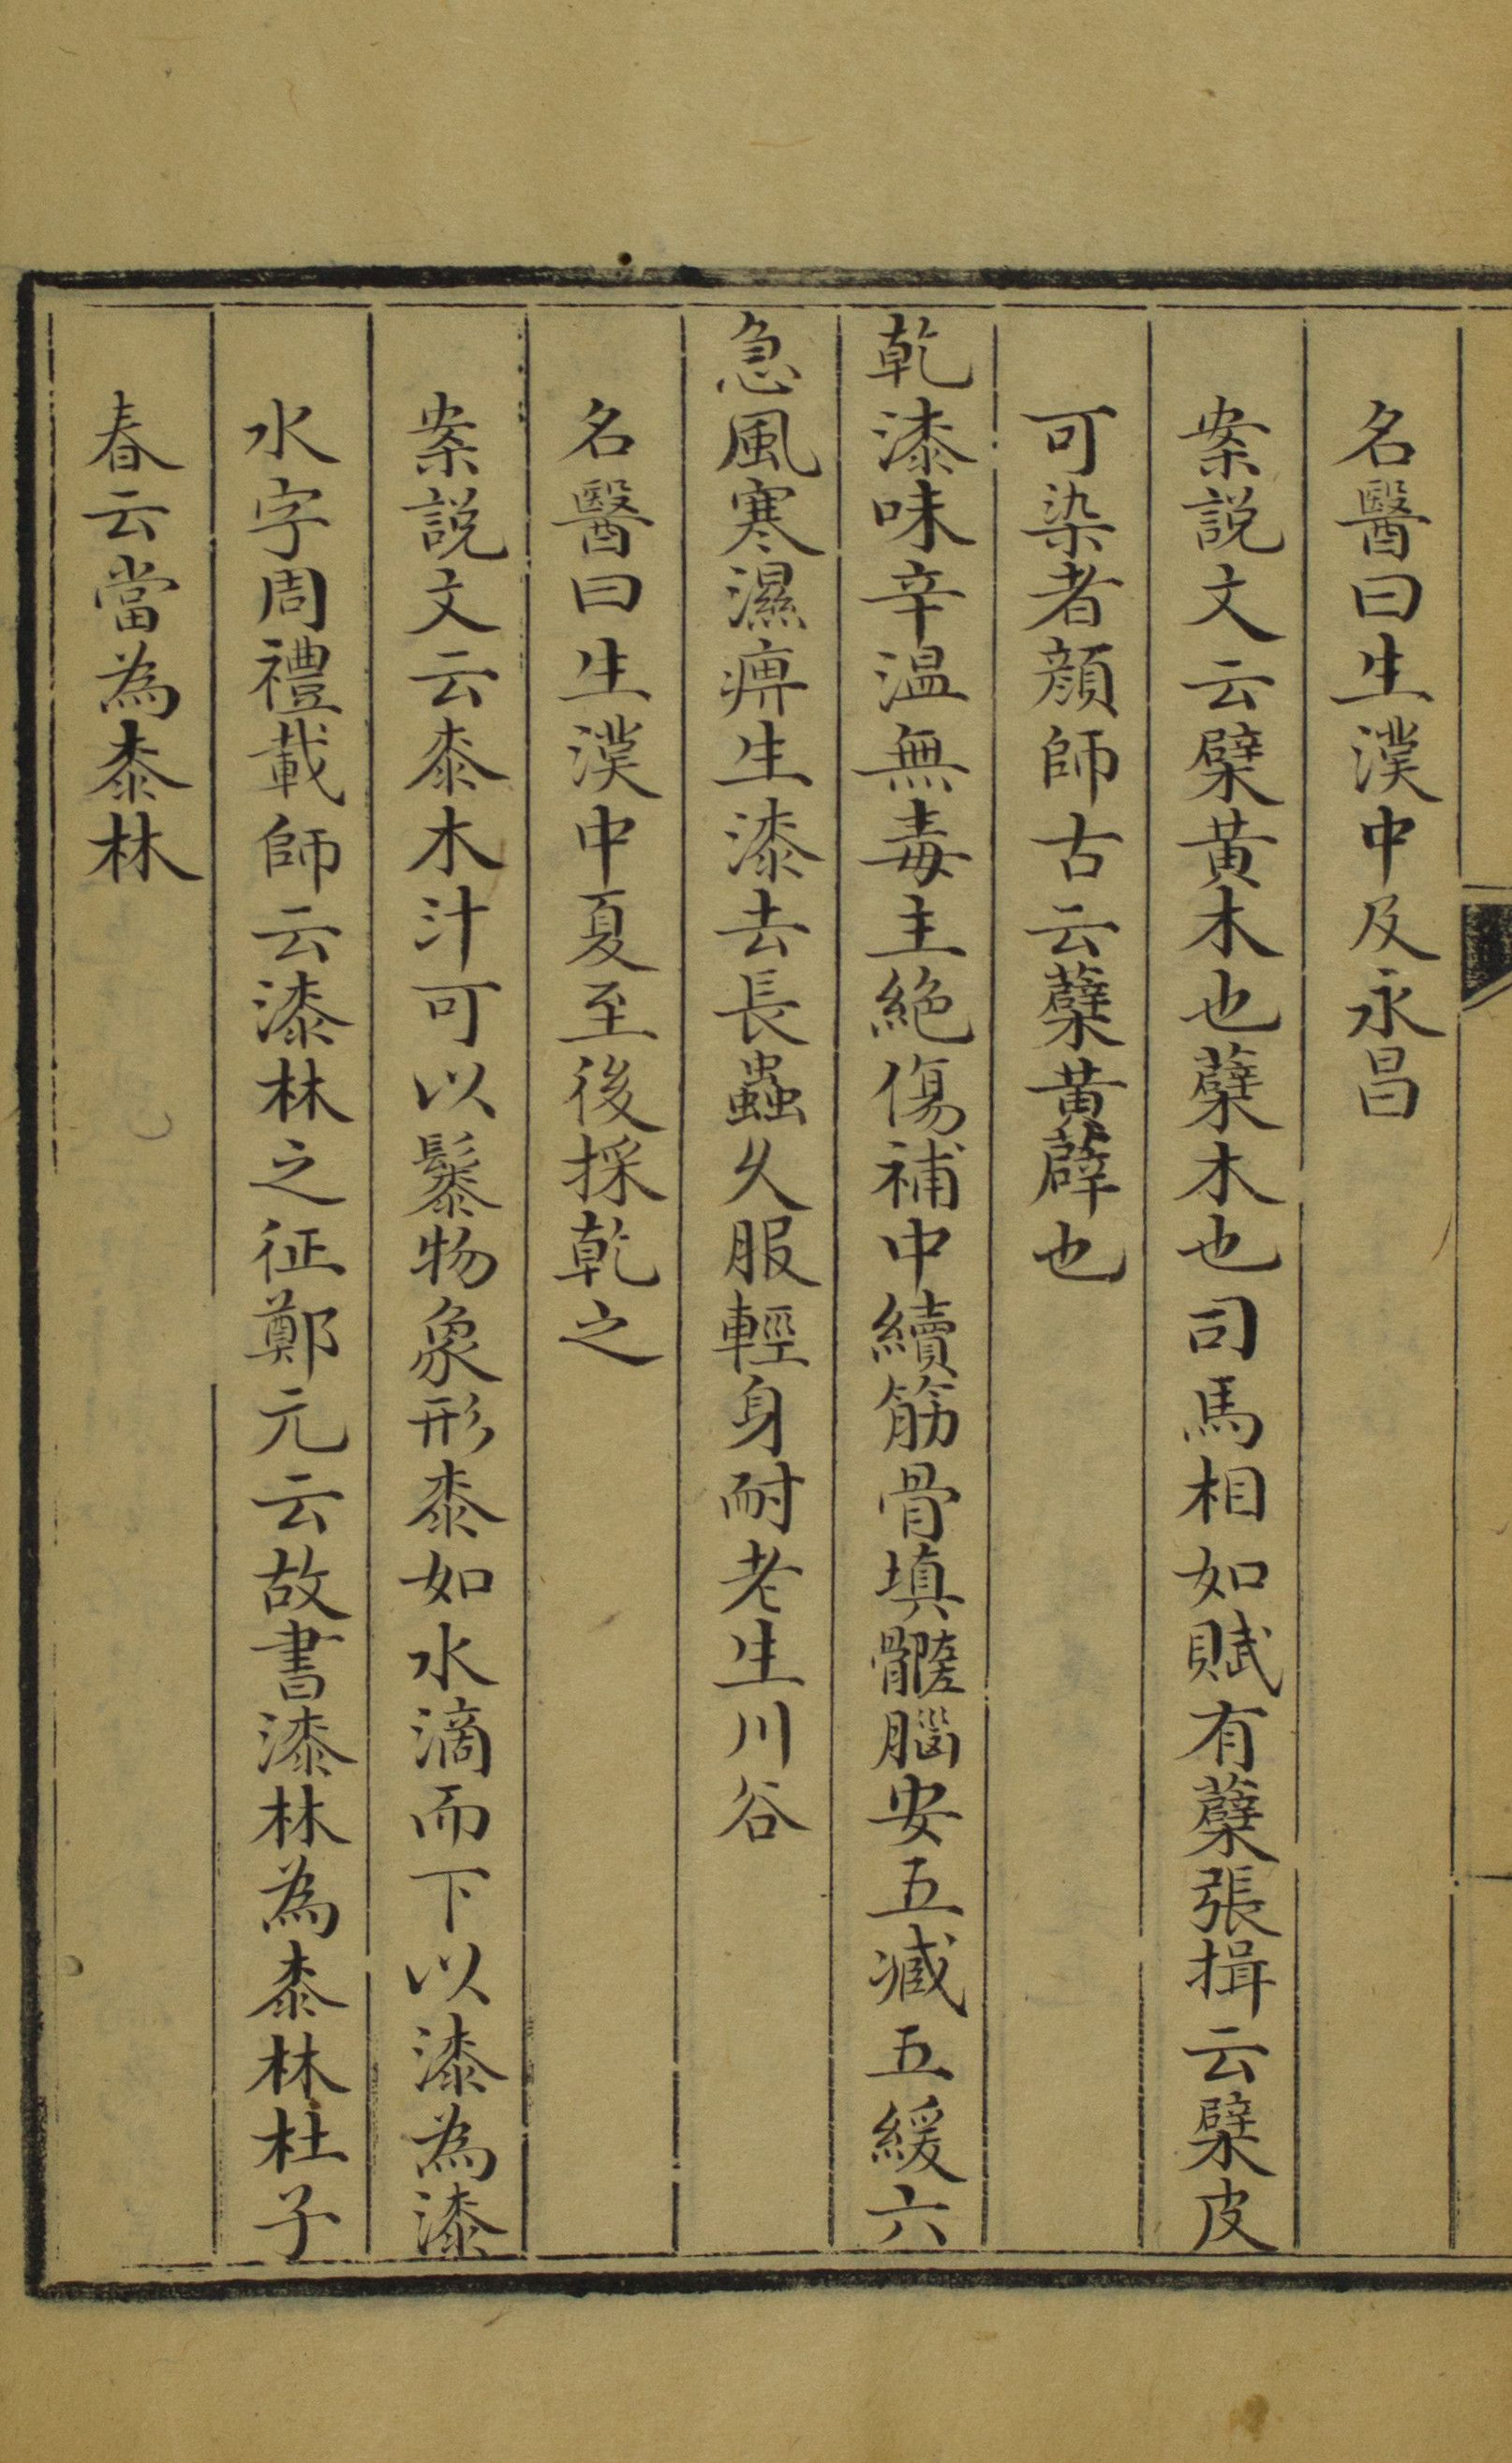 名醫曰生漢中及永昌
案說文云檗黃木也蘗木也司馬相如賦有蘗張揖云檗皮
可染者顏師古云蘗黃薜也
乾漆味辛温無毒主絶傷補中續筋骨填髓腦安五臧五緩六
急風寒濕痹生漆去長蟲久服輕身耐老生川谷
名醫曰生漢中夏至後採乾之
案說文云桼木汁可以髹物象形桼如水滴而下以漆為漆
水字周禮載師云漆林之征鄭元云故書漆林為桼林杜子
春云當為桼林